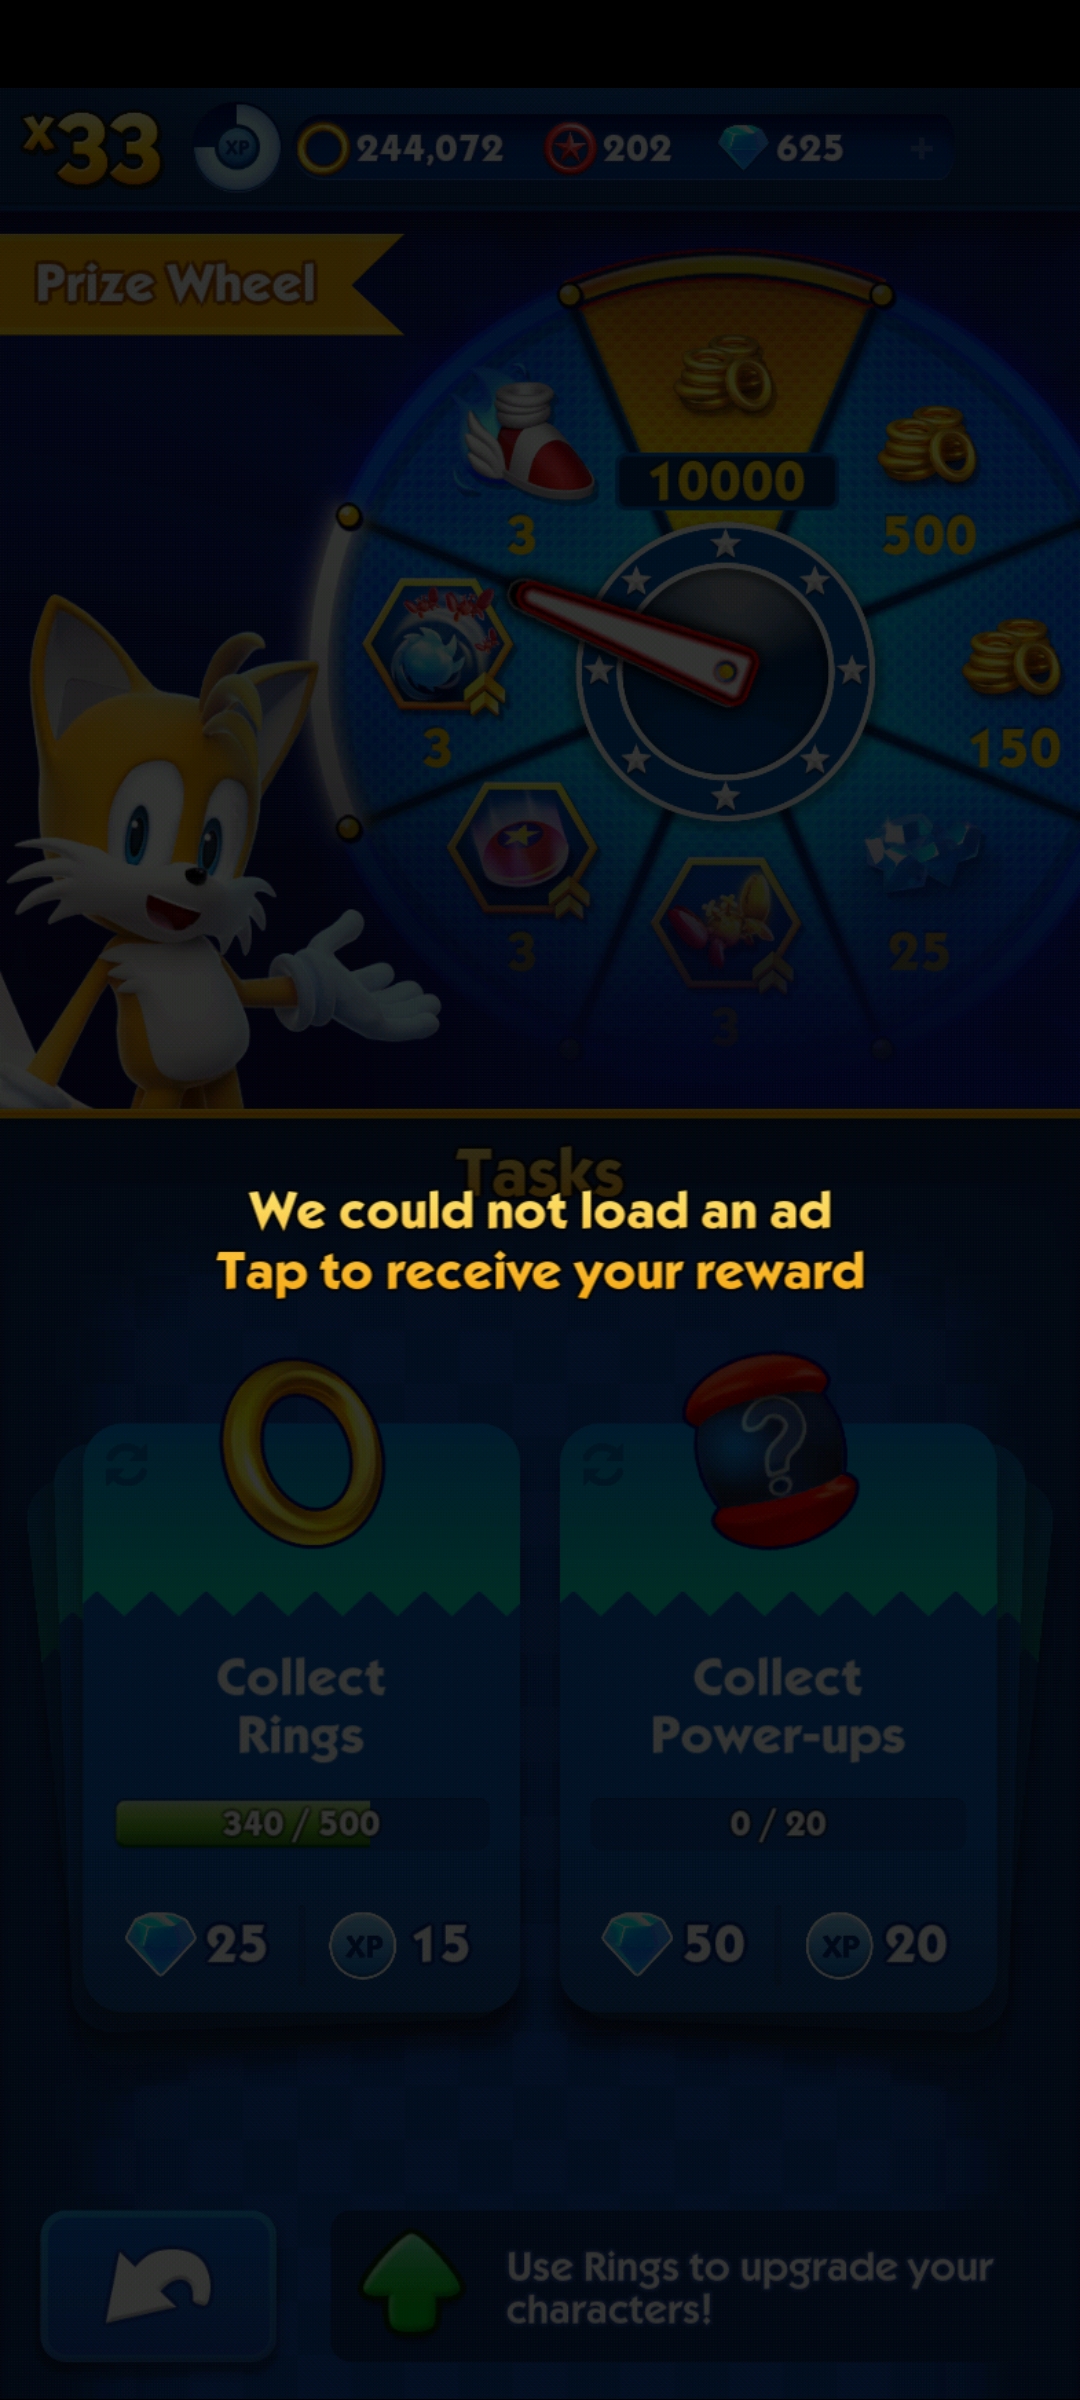 x33
XP
244,072
202
625
+
Prize Wheel
10000
3
500
3
150
3
25
3
Tasks
We could not load an ad
Tap to receive your reward
?
Collect
Rings
340 / 500
25
XP
15
Collect
Power-ups
0 / 20
50
XP
20
Use Rings to upgrade your
characters!